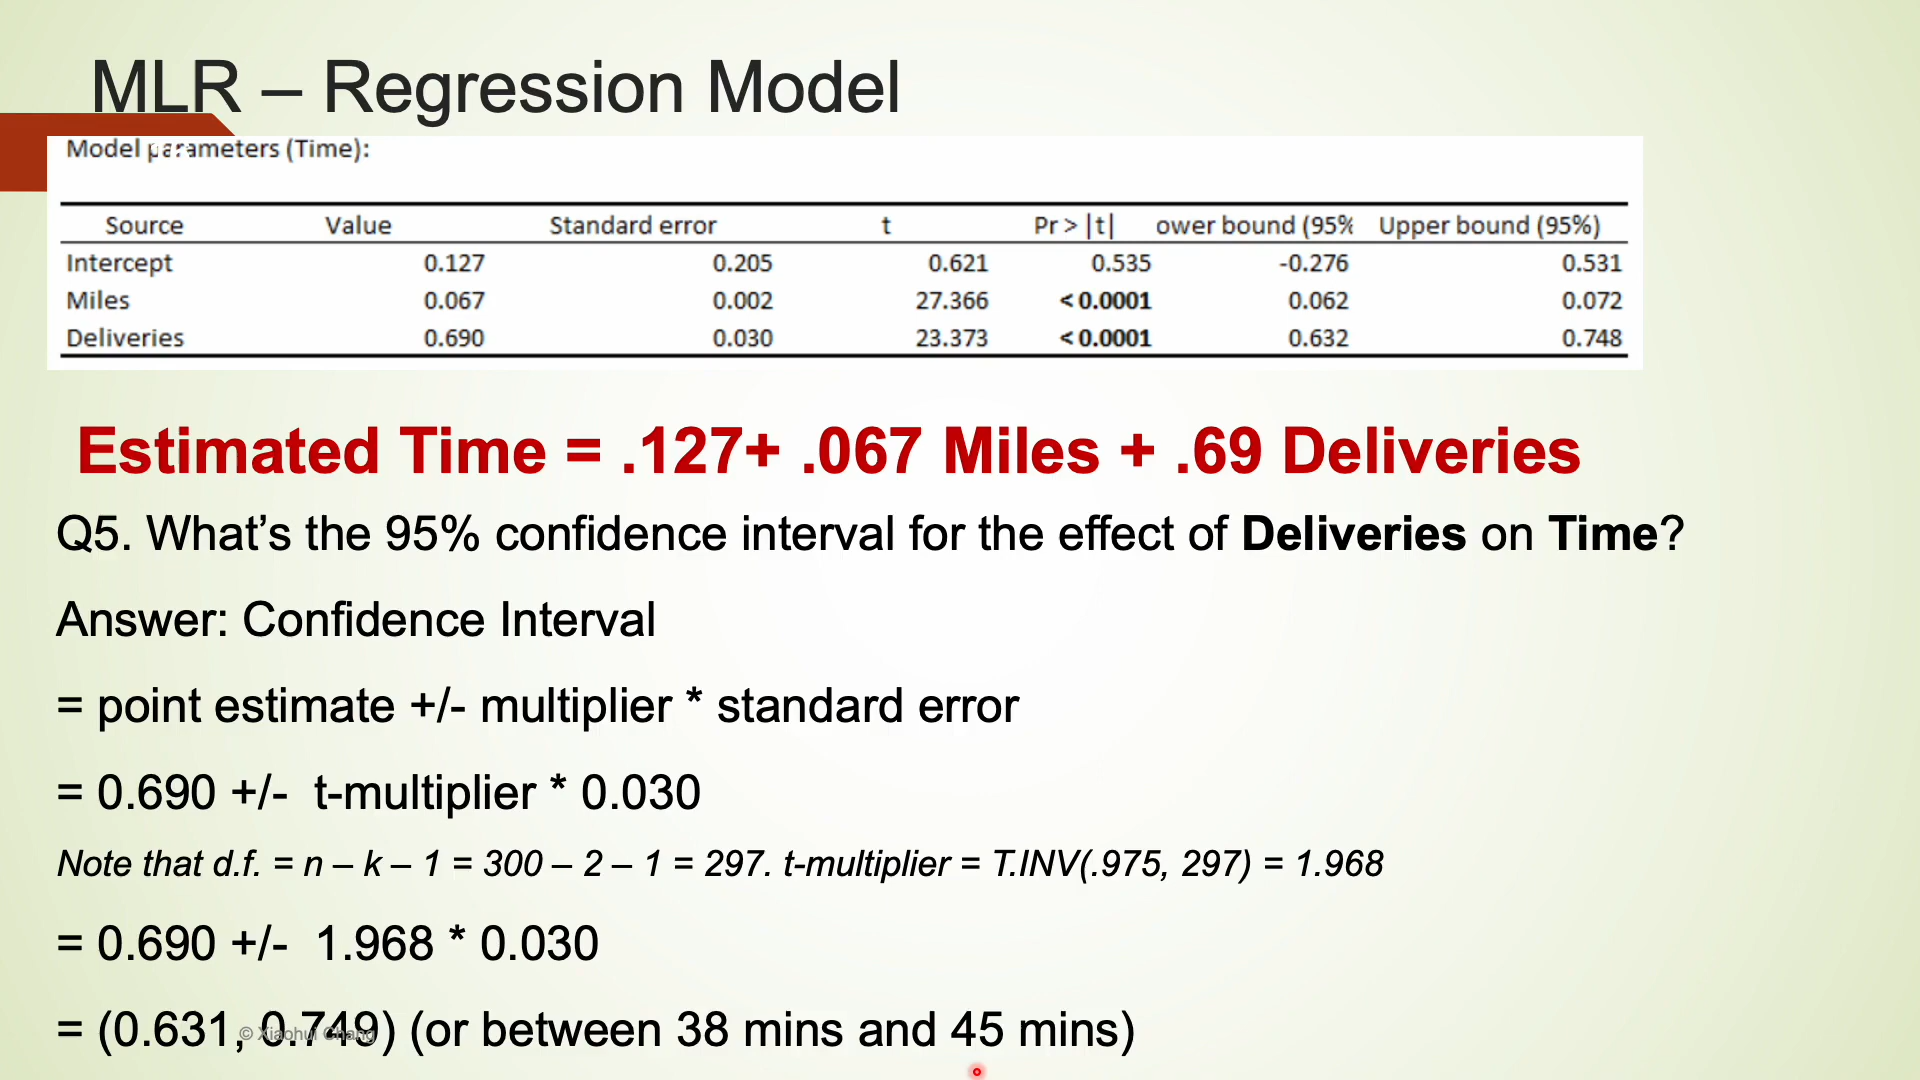 MLR – Regression Model
Model parameters (Time):
Source Value Standard error t Pr > |t| ower bound (95% Upper bound (95%)
Intercept 0.127 0.205 0.621 0.535 -0.276 0.531
Miles 0.067 0.002 27.366 < 0.0001 0.062 0.072
Deliveries 0.690 0.030 23.373 < 0.0001 0.632 0.748
Estimated Time = .127+ .067 Miles + .69 Deliveries
Q5. What’s the 95% confidence interval for the effect of Deliveries on Time?
Answer: Confidence Interval
= point estimate +/- multiplier * standard error
= 0.690 +/- t-multiplier * 0.030
Note that d.f. = n – k – 1 = 300 – 2 – 1 = 297. t-multiplier = T.INV(.975, 297) = 1.968
= 0.690 +/- 1.968 * 0.030
= (0.631, 0.749) (or between 38 mins and 45 mins)
© Xiaohui Chang